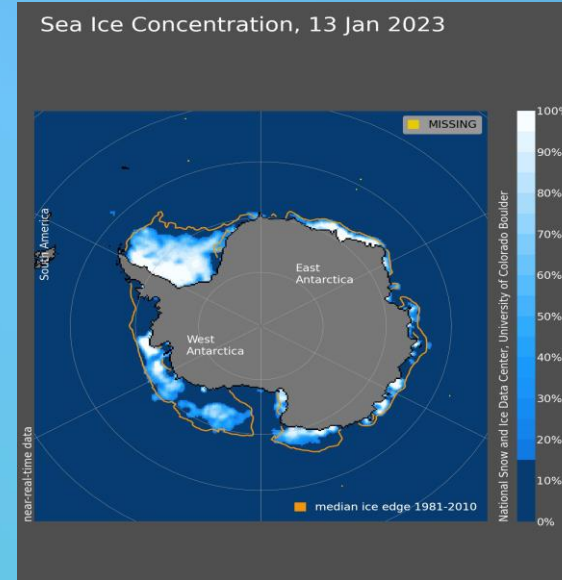 Sea Ice Concentration, 13 Jan 2023
MISSING
South America
East
Antarctica
West
Antarctica
near-real-time data
median ice edge 1981-2010
National Snow and Ice Data Center, University of Colorado Boulder
100%
90%
80%
70%
60%
50%
40%
30%
20%
10%
0%